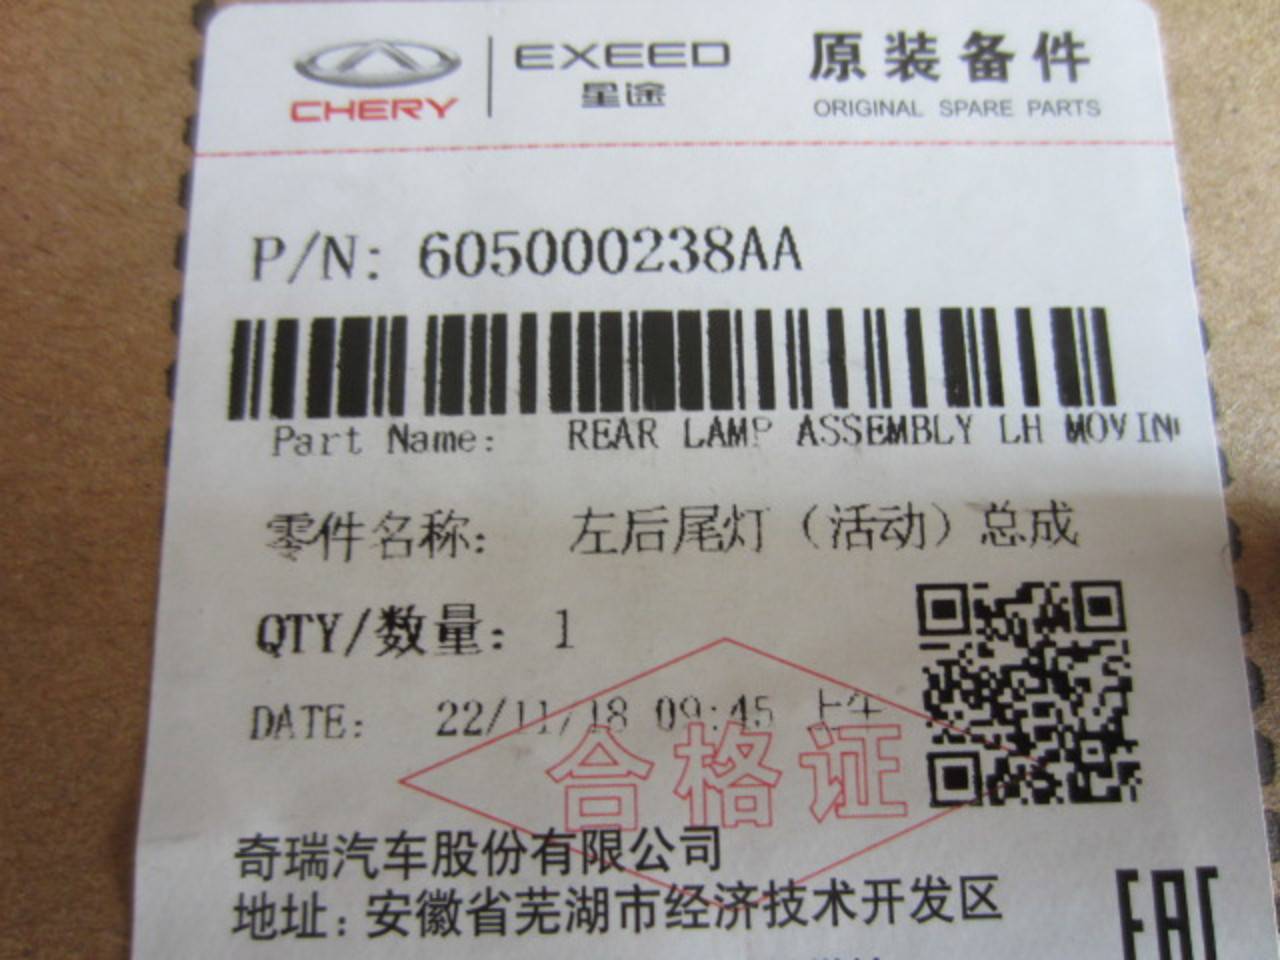 CHERY
EXEED
星途
原装备件
ORIGINAL SPARE PARTS
P/N: 605000238AA
Part Name: REAR LAMP ASSEMBLY LH MOVIN
零件名称: 左后尾灯（活动）总成
QTY/数量: 1
DATE: 22/11/18 09:45 上午
合格证
奇瑞汽车股份有限公司
地址:安徽省芜湖市经济技术开发区
EAC